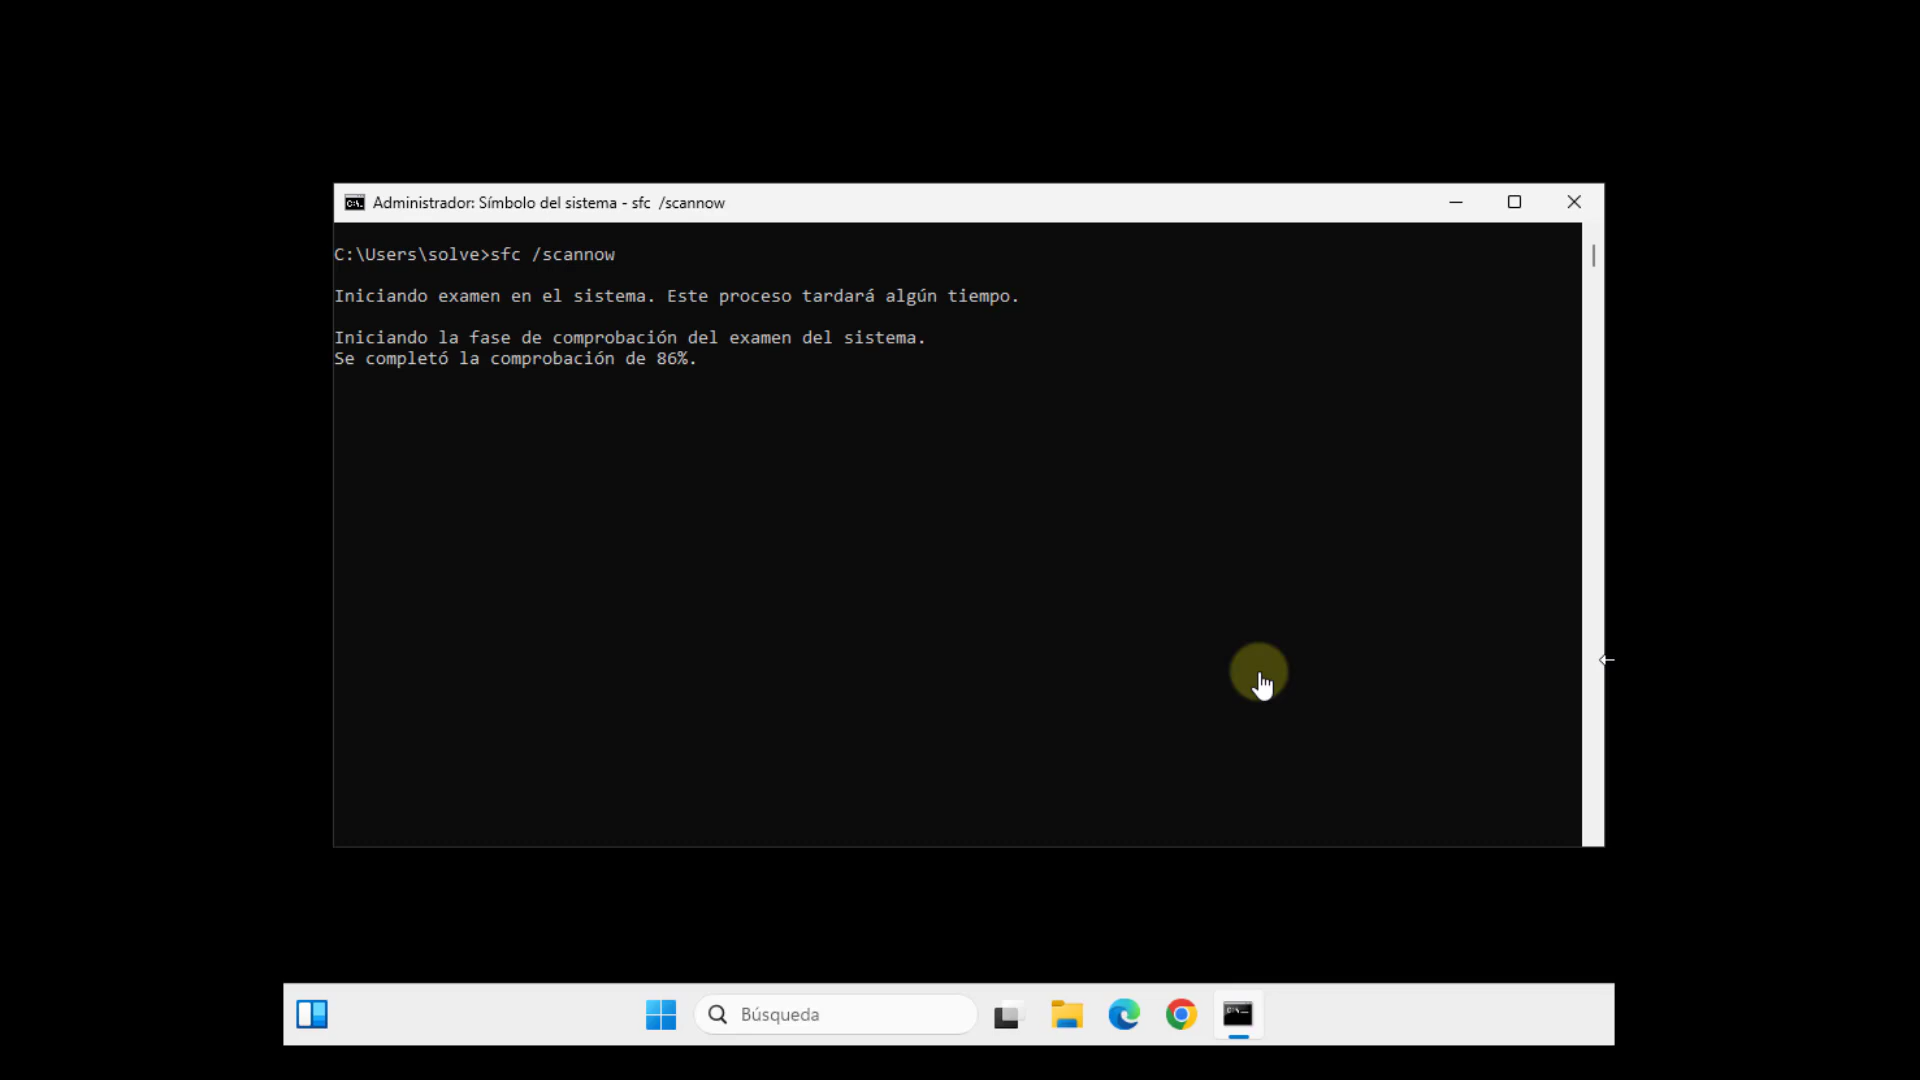 Administrador: Símbolo del sistema - sfc  /scannow
C:\Users\solve>sfc /scannow
Iniciando examen en el sistema. Este proceso tardará algún tiempo.
Iniciando la fase de comprobación del examen del sistema.
Se completó la comprobación de 86%.
Búsqueda